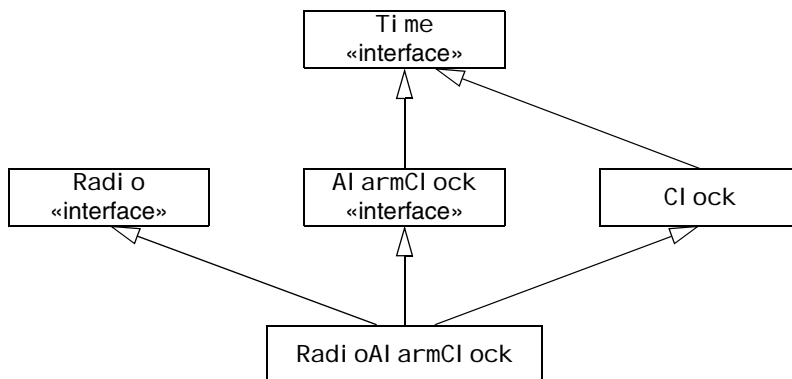 Time
«interface»
Radio
«interface»
AlarmClock
«interface»
Clock
RadioAlarmClock